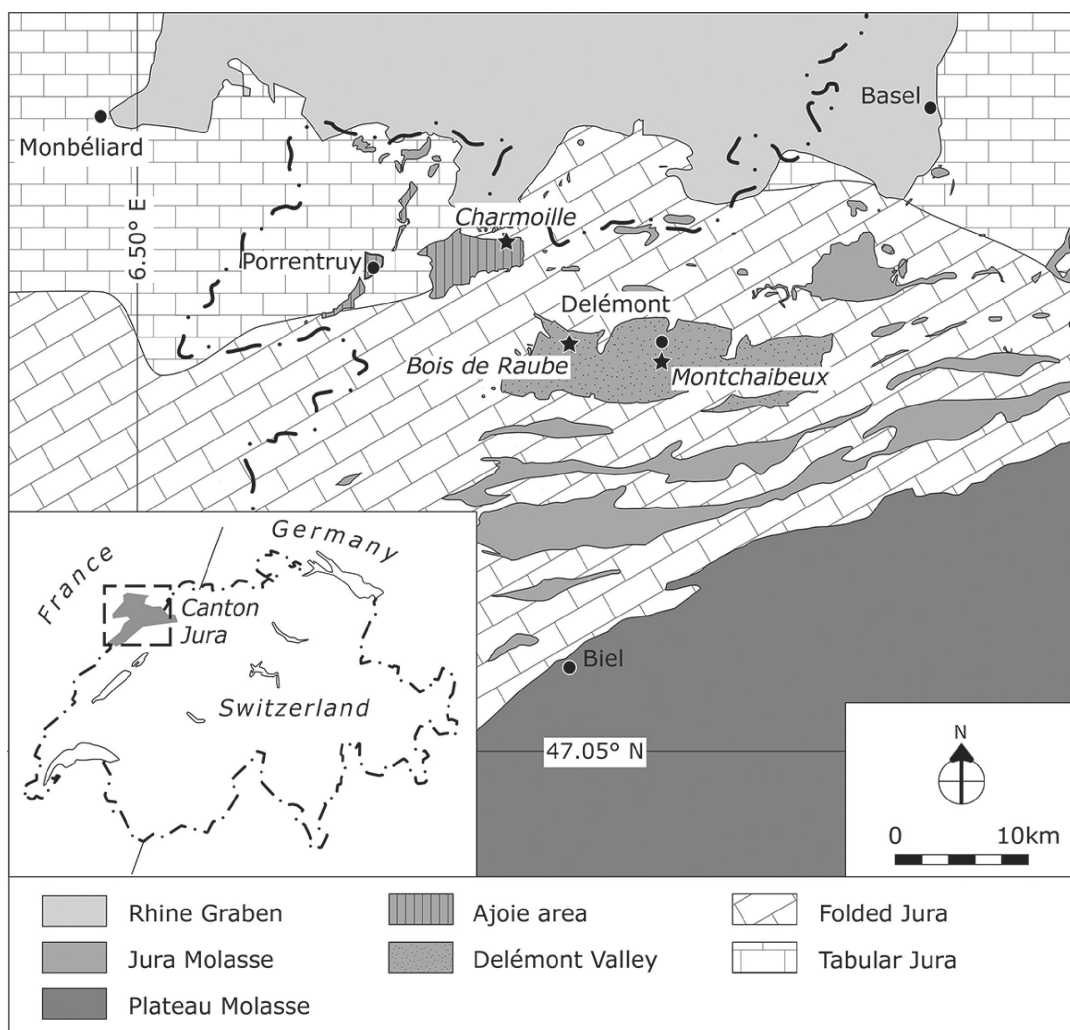 Basel
Monbéliard
Charmoille
6.50° E
Porrentruy
Delémont
Bois de Raube
Montchaibeux
Germany
France
Canton
Jura
Switzerland
Biel
47.05° N
N
0 10km
Rhine Graben
Ajoie area
Folded Jura
Jura Molasse
Delémont Valley
Tabular Jura
Plateau Molasse